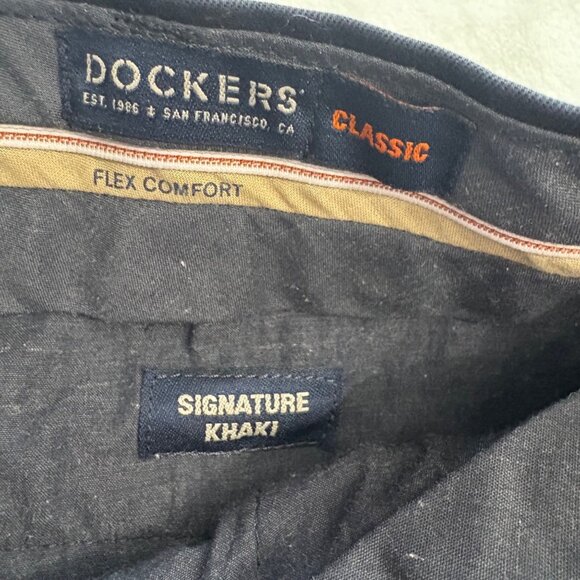 DOCKERS
EST. 1986 ⚓ SAN FRANCISCO, CA
CLASSIC
FLEX COMFORT
SIGNATURE
KHAKI